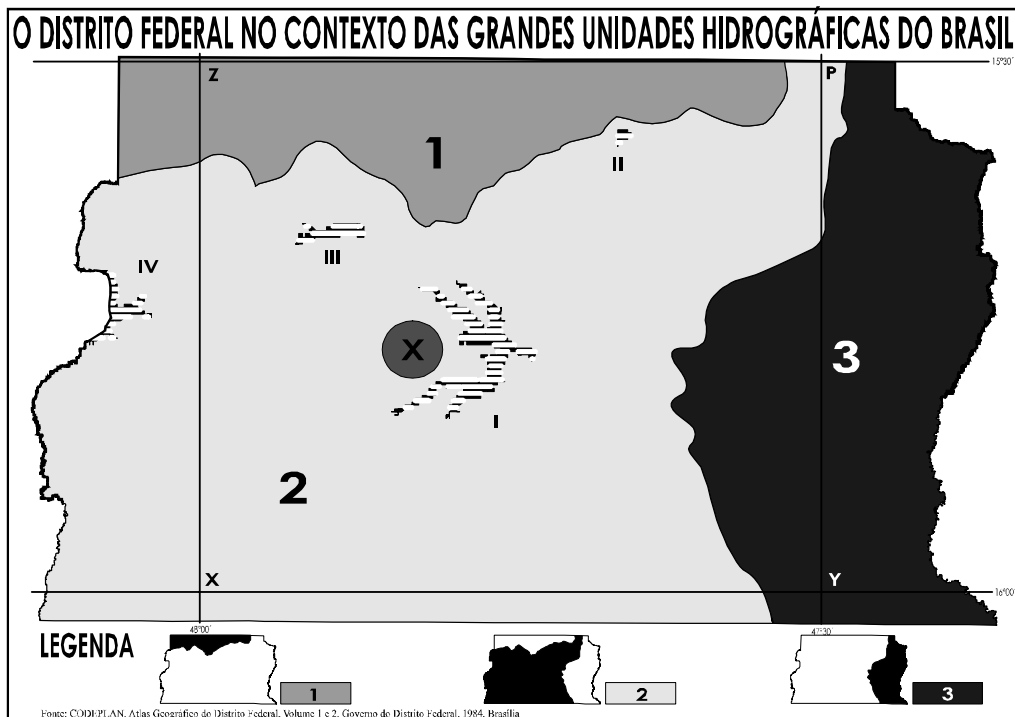 O DISTRITO FEDERAL NO CONTEXTO DAS GRANDES UNIDADES HIDROGRÁFICAS DO BRASIL
Z
P
15°30'
1
II
III
IV
X
3
I
2
X
Y
16°00'
48°00'
47°30'
LEGENDA
1
2
3
Fonte: CODEPLAN. Atlas Geográfico do Distrito Federal. Volume 1 e 2. Governo do Distrito Federal. 1984. Brasília